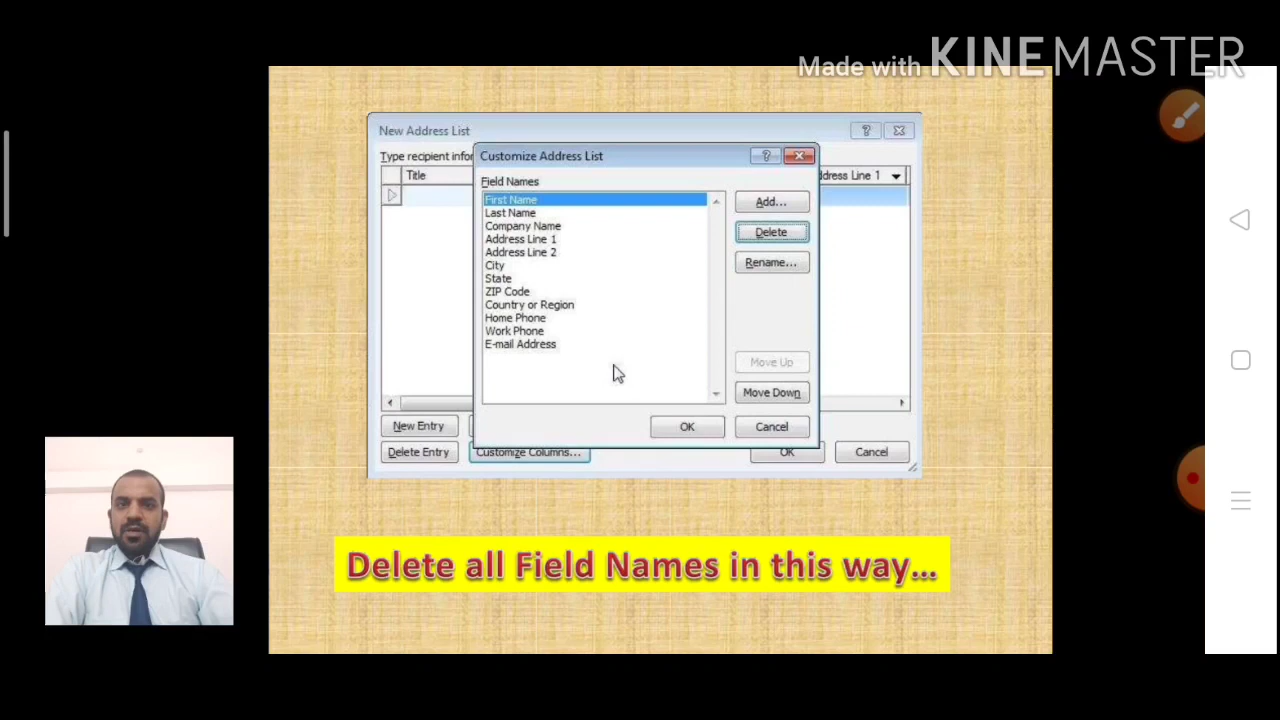 Made with KINEMASTER
New Address List
Type recipient infor
Title
ddress Line 1
Customize Address List
Field Names
First Name
Last Name
Company Name
Address Line 1
Address Line 2
City
State
ZIP Code
Country or Region
Home Phone
Work Phone
E-mail Address
Add...
Delete
Rename...
Move Up
Move Down
OK
Cancel
New Entry
Delete Entry
Customize Columns...
OK
Cancel
Delete all Field Names in this way...